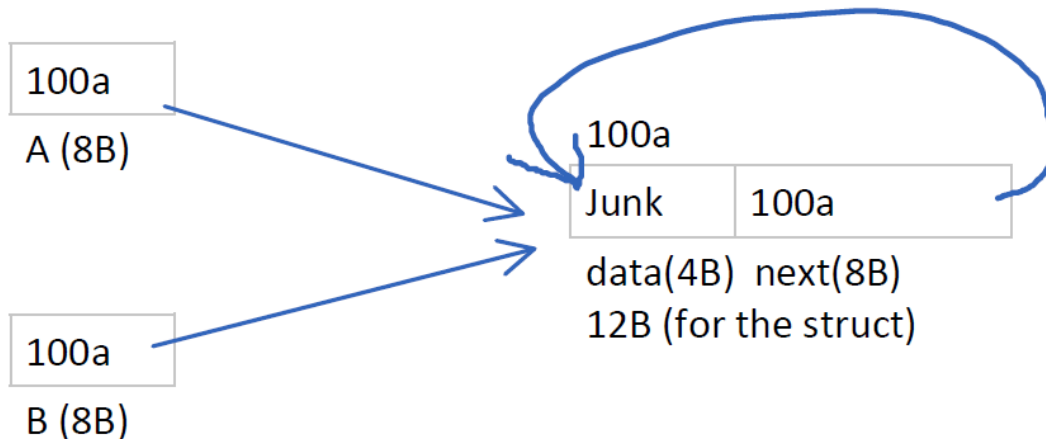 100a
A (8B)
100a
Junk 100a
data(4B) next(8B)
12B (for the struct)
100a
B (8B)